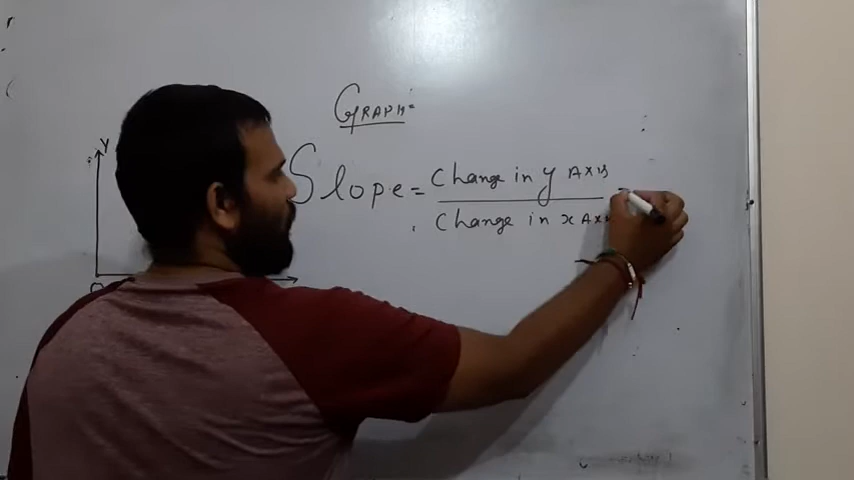 GRAPH=
Y
Slope = Change in y AXIS
Change in x AXIS
O